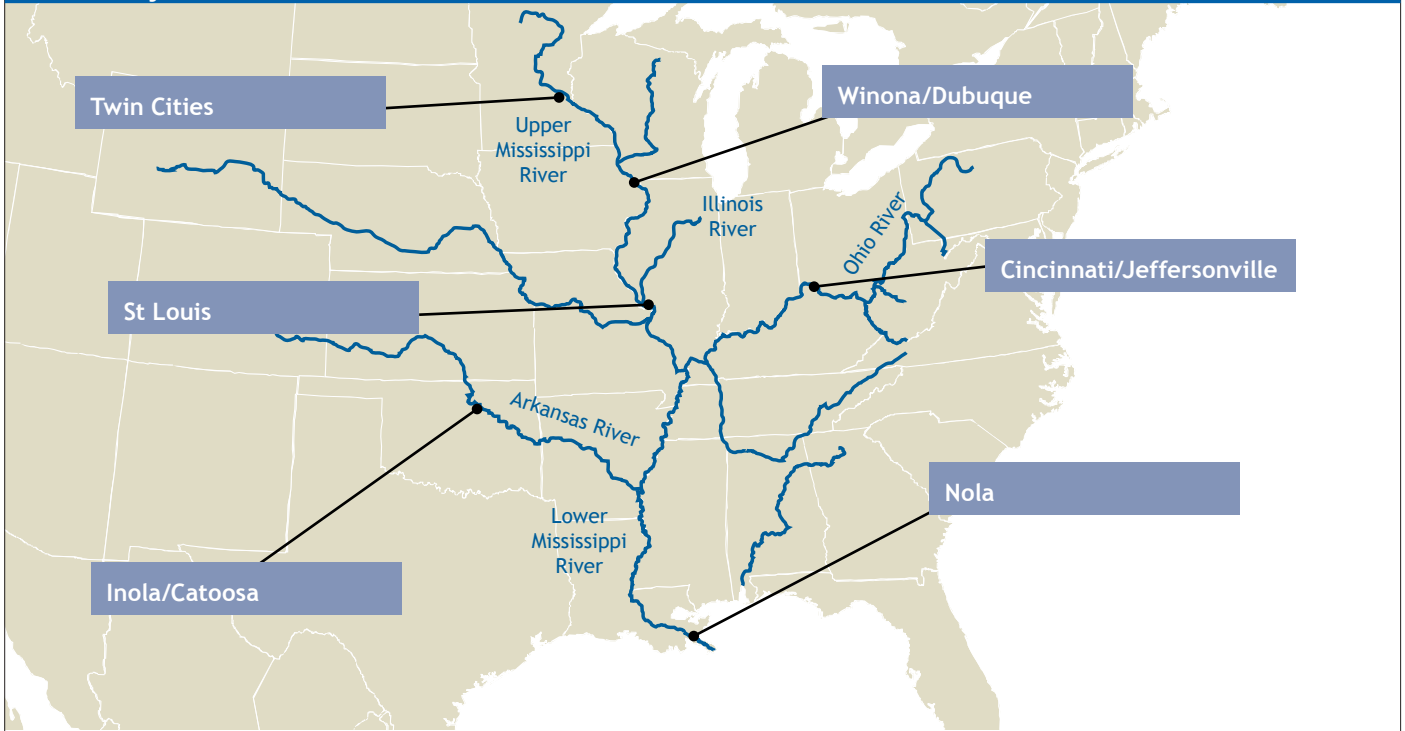 Twin Cities
Winona/Dubuque
Upper
Mississippi
River
Illinois
River
Ohio River
Cincinnati/Jeffersonville
St Louis
Arkansas River
Nola
Lower
Mississippi
River
Inola/Catoosa